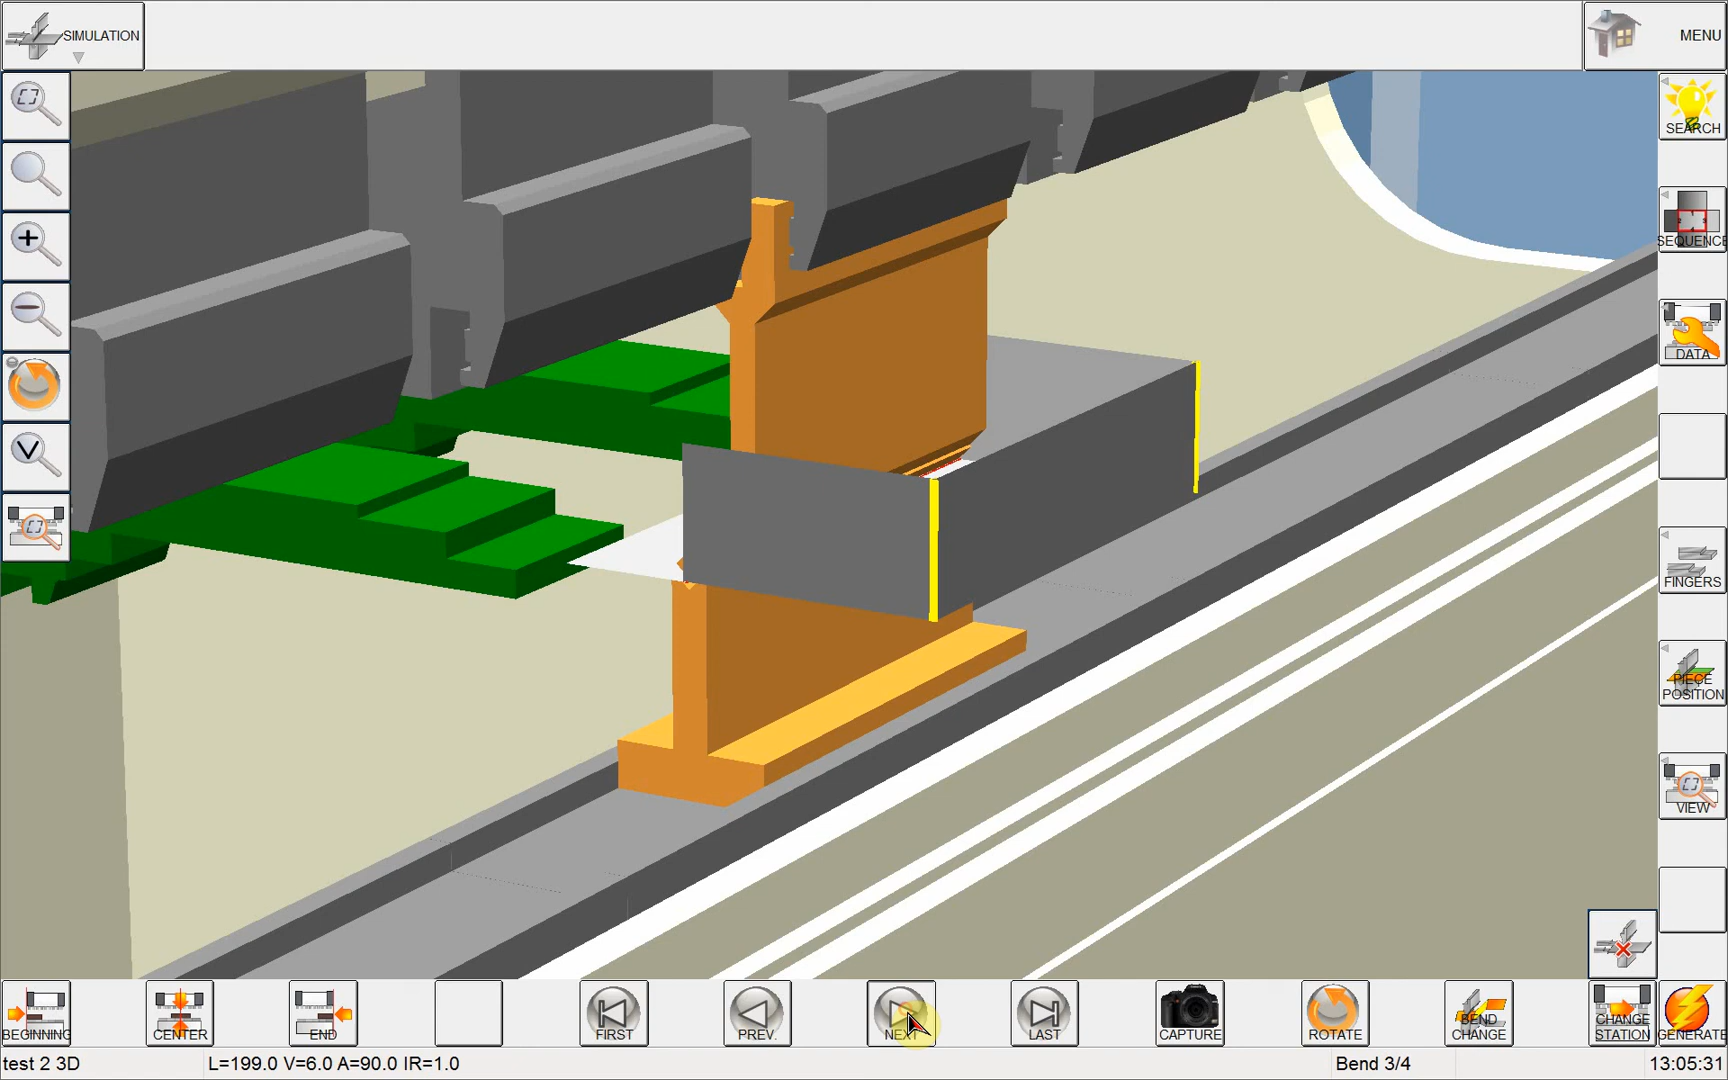 SIMULATION
MENU
SEARCH
SEQUENCE
DATA
FINGERS
PIECE
POSITION
VIEW
BEGINNING
CENTER
END
FIRST
PREV.
NEXT
LAST
CAPTURE
ROTATE
BEND
CHANGE
CHANGE
STATION
GENERATE
test 2 3D
L=199.0 V=6.0 A=90.0 IR=1.0
Bend 3/4
13:05:31